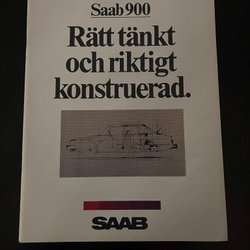 Saab 900
Rätt tänkt
och riktigt
konstruerad.
SAAB